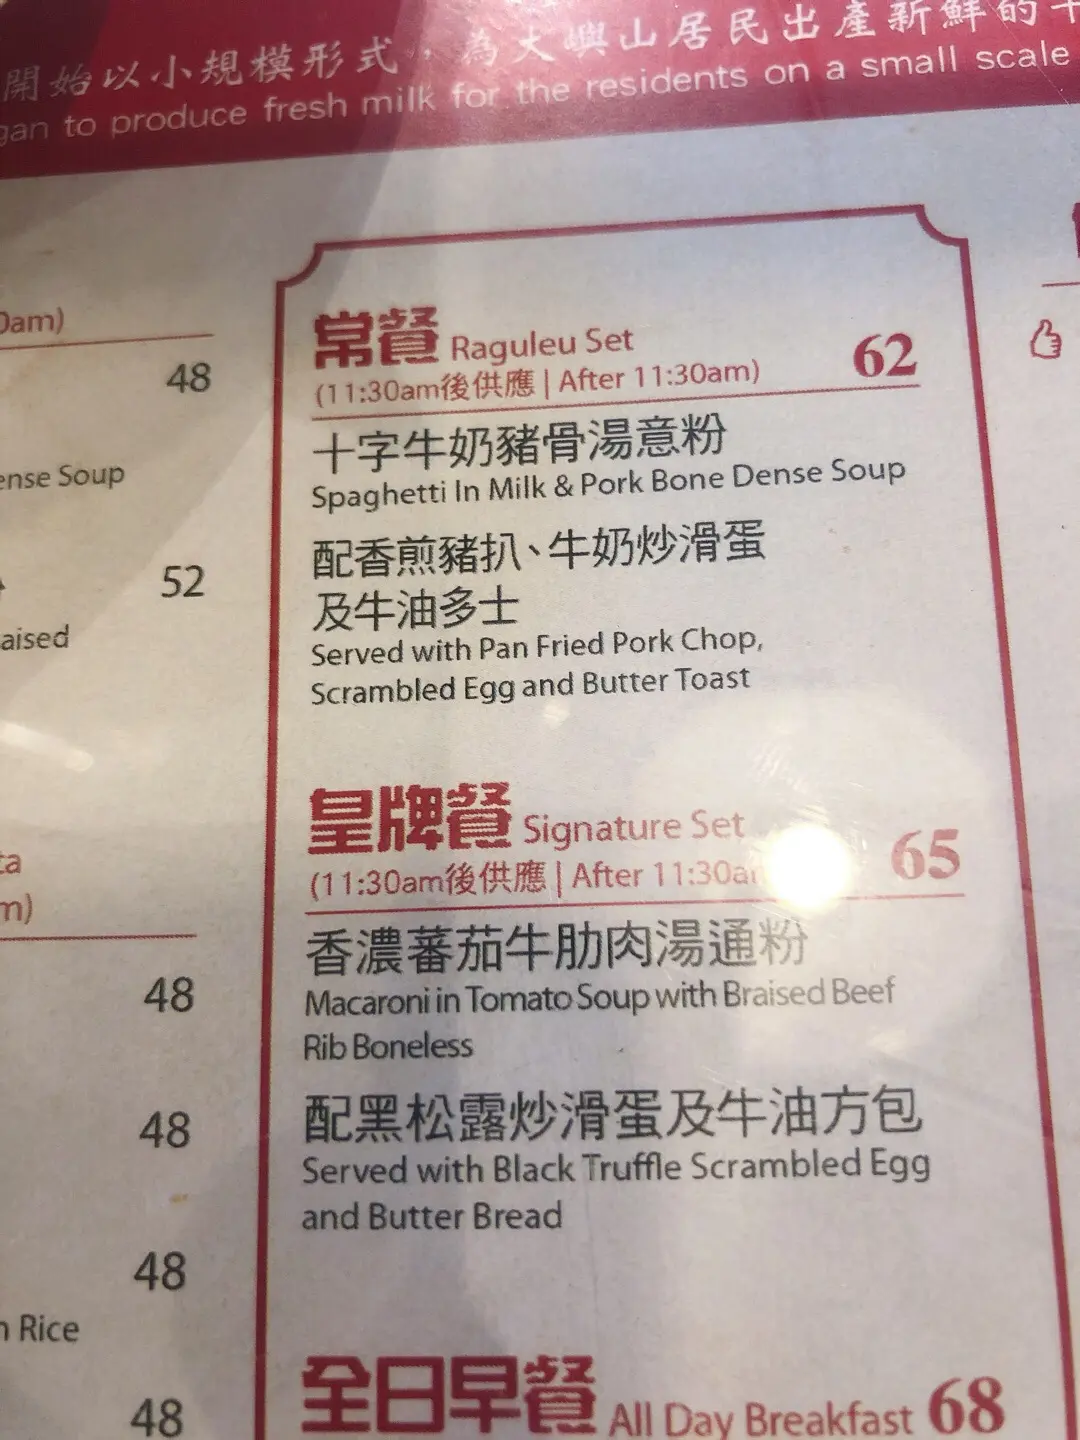 開始以小規模形式，為大嶼山居民出產新鮮的
to produce fresh milk for the residents on a small scale
48
Soup
52
48
48
48
Rice
48
常餐 Raguleu Set 62
(11:30am後供應 | After 11:30am)
十字牛奶豬骨湯意粉
Spaghetti In Milk & Pork Bone Dense Soup
配香煎豬扒、牛奶炒滑蛋
及牛油多士
Served with Pan Fried Pork Chop,
Scrambled Egg and Butter Toast
皇牌餐 Signature Set 65
(11:30am後供應 | After
香濃蕃茄牛肋肉湯通粉
Macaroni in Tomato Soup with Braised Beef
Rib Boneless
配黑松露炒滑蛋及牛油方包
Served with Black Truffle Scrambled Egg
and Butter Bread
全日早餐 All Day Breakfast 68